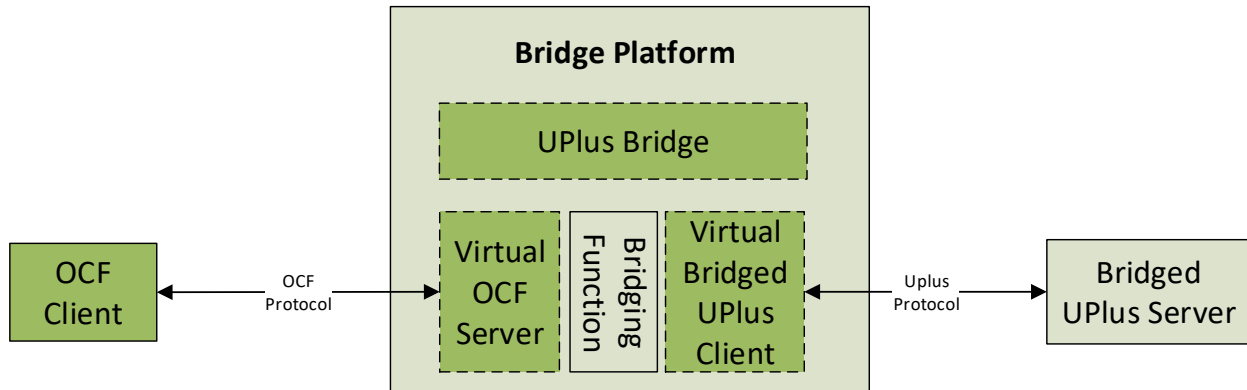 Bridge Platform
UPlus Bridge
OCF
Client
OCF
Protocol
Virtual
OCF
Server
Bridging
Function
Virtual
Bridged
UPlus
Client
Uplus
Protocol
Bridged
UPlus Server